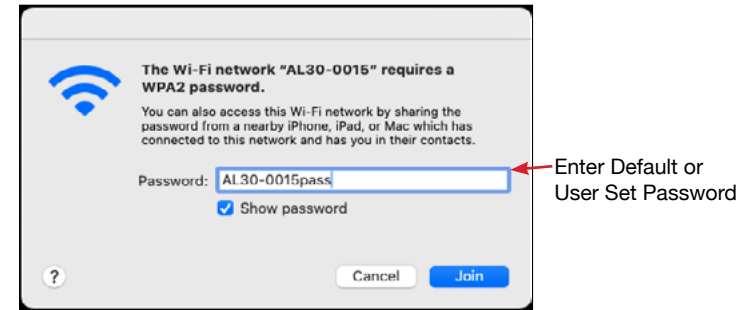 The Wi-Fi network “AL30-0015” requires a
WPA2 password.
You can also access this Wi-Fi network by sharing the
password from a nearby iPhone, iPad, or Mac which has
connected to this network and has you in their contacts.
Password: AL30-0015pass
Show password
? Cancel Join
Enter Default or
User Set Password